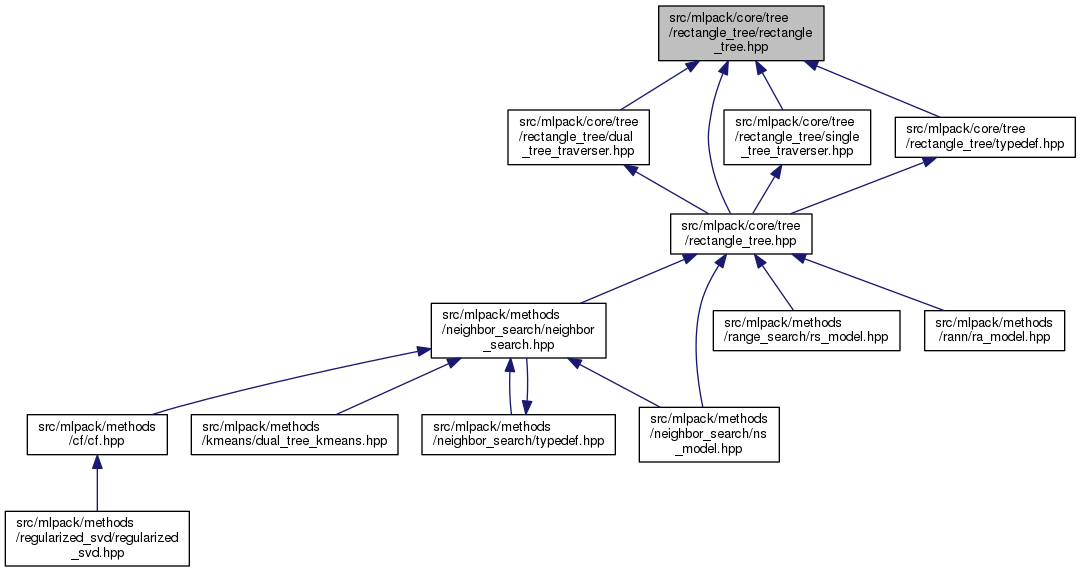 src/mlpack/core/tree
/rectangle_tree/rectangle
_tree.hpp
src/mlpack/core/tree
/rectangle_tree/dual
_tree_traverser.hpp
src/mlpack/core/tree
/rectangle_tree/single
_tree_traverser.hpp
src/mlpack/core/tree
/rectangle_tree/typedef.hpp
src/mlpack/core/tree
/rectangle_tree.hpp
src/mlpack/methods
/neighbor_search/neighbor
_search.hpp
src/mlpack/methods
/range_search/rs_model.hpp
src/mlpack/methods
/rann/ra_model.hpp
src/mlpack/methods
/cf/cf.hpp
src/mlpack/methods
/kmeans/dual_tree_kmeans.hpp
src/mlpack/methods
/neighbor_search/typedef.hpp
src/mlpack/methods
/neighbor_search/ns
_model.hpp
src/mlpack/methods
/regularized_svd/regularized
_svd.hpp